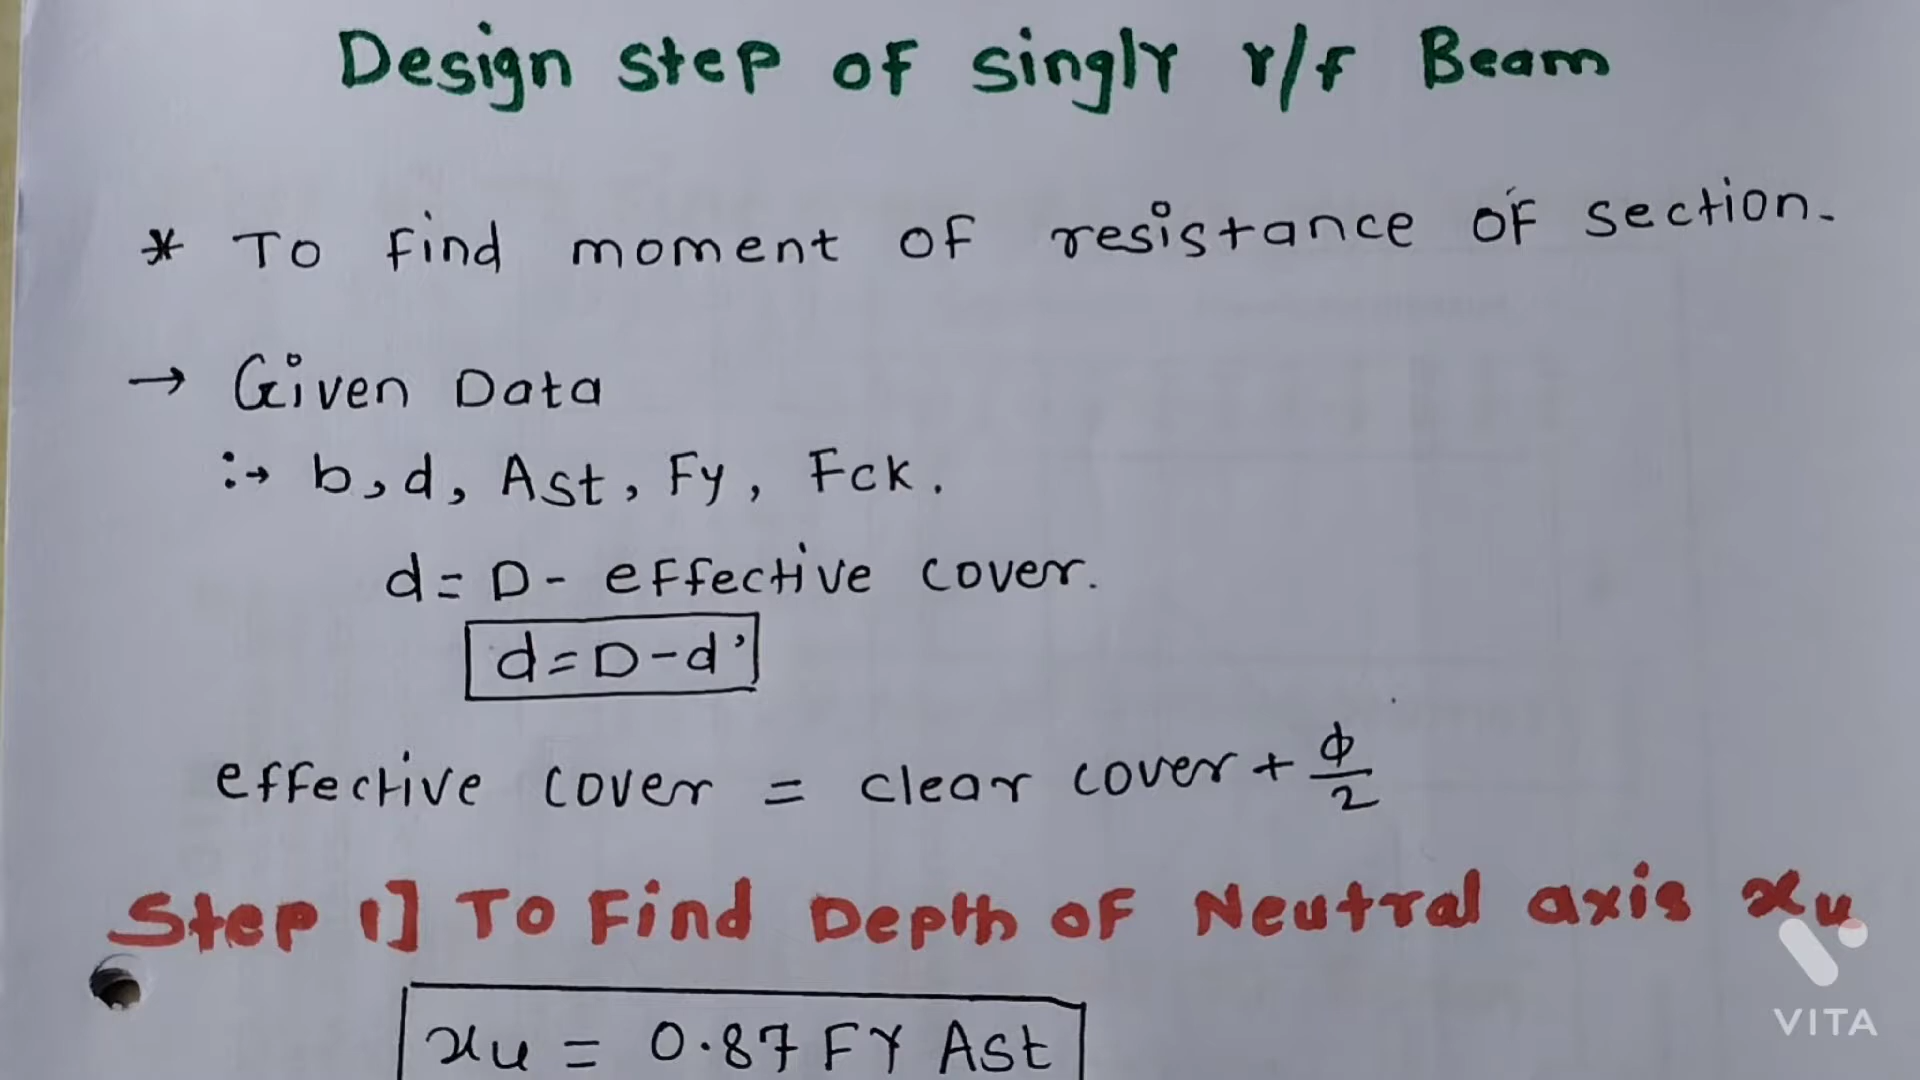 Design step of singly r/f Beam
* To find moment of resistance of section.
→ Given Data
:→ b, d, Ast, Fy, Fck.
d = D - effective cover.
d = D - d'
effective cover = clear cover + ϕ/2
Step 1] To Find Depth of Neutral axis xu
xu = 0.87 FY Ast
VITA